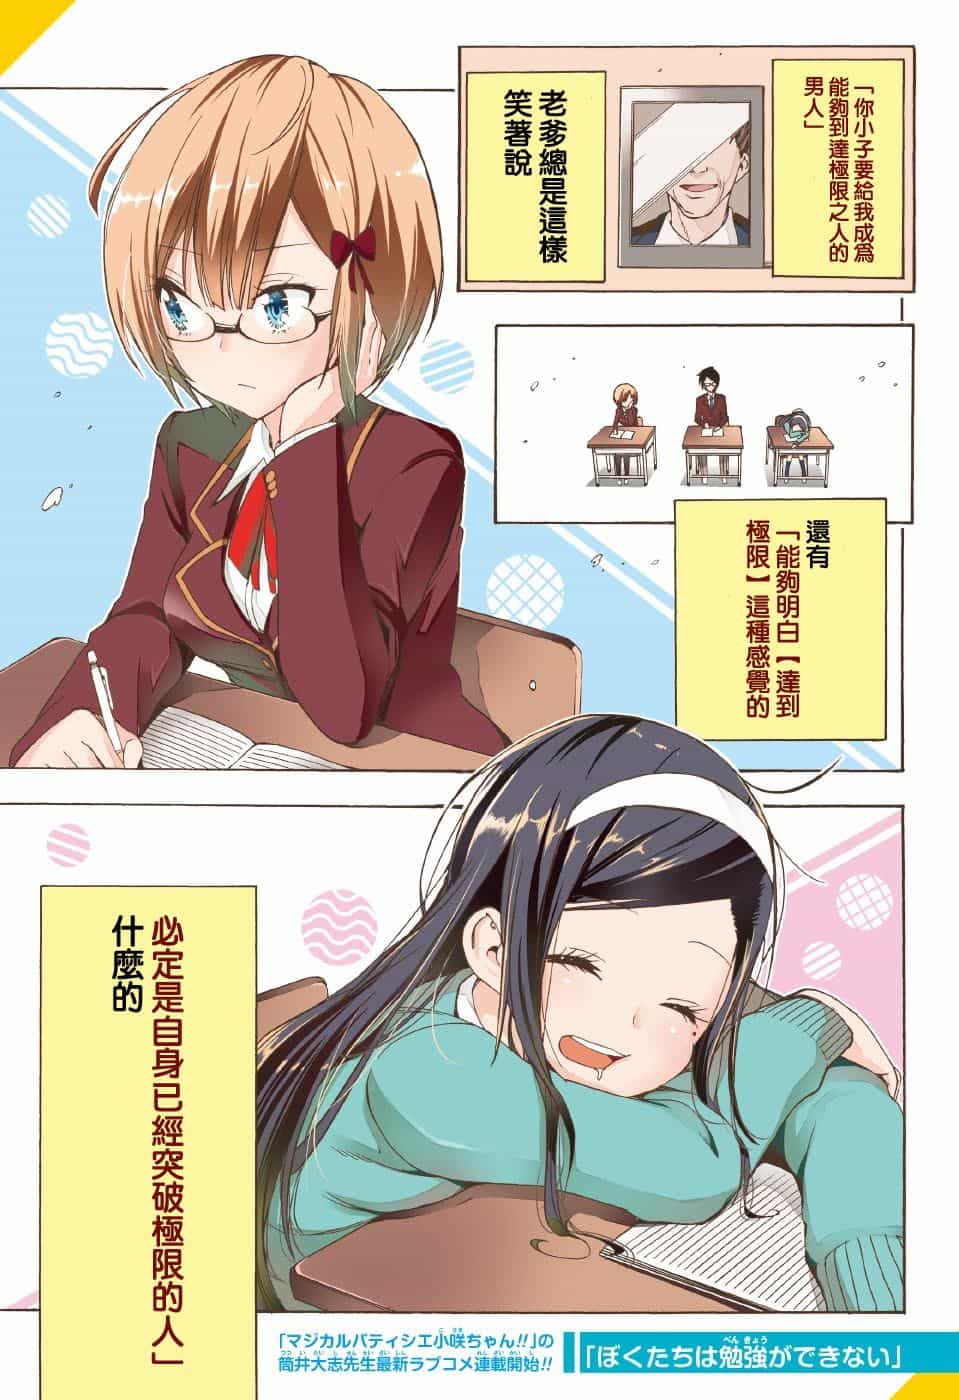 「你小子要給我成爲
能夠到達極限之人的
男人」
老爹總是這樣
笑著說
還有
「能夠明白【達到
極限】這種感覺的
必定是自身已經突破極限的人」
什麼的
「マジカルパティシエ小咲ちゃん!!」の
筒井大志先生最新ラブコメ連載開始!!
「ぼくたちは勉強ができない」